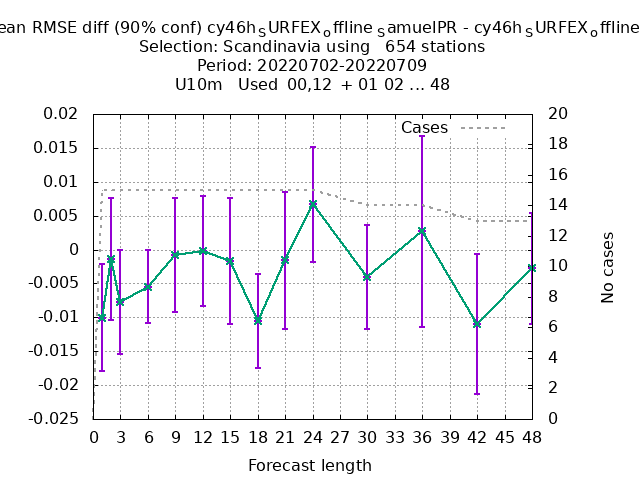 ean RMSE diff (90% conf) cy46hSURFEXoffline SamuelPR - cy46hSURFEXoffline
Selection: Scandinavia using   654 stations
Period: 20220702-20220709
U10m   Used  00,12  + 01 02 ... 48
Cases
0.02
0.015
0.01
0.005
0
-0.005
-0.01
-0.015
-0.02
-0.025
20
18
16
14
12
10
8
6
4
2
0
No cases
0 3 6 9 12 15 18 21 24 27 30 33 36 39 42 45 48
Forecast length